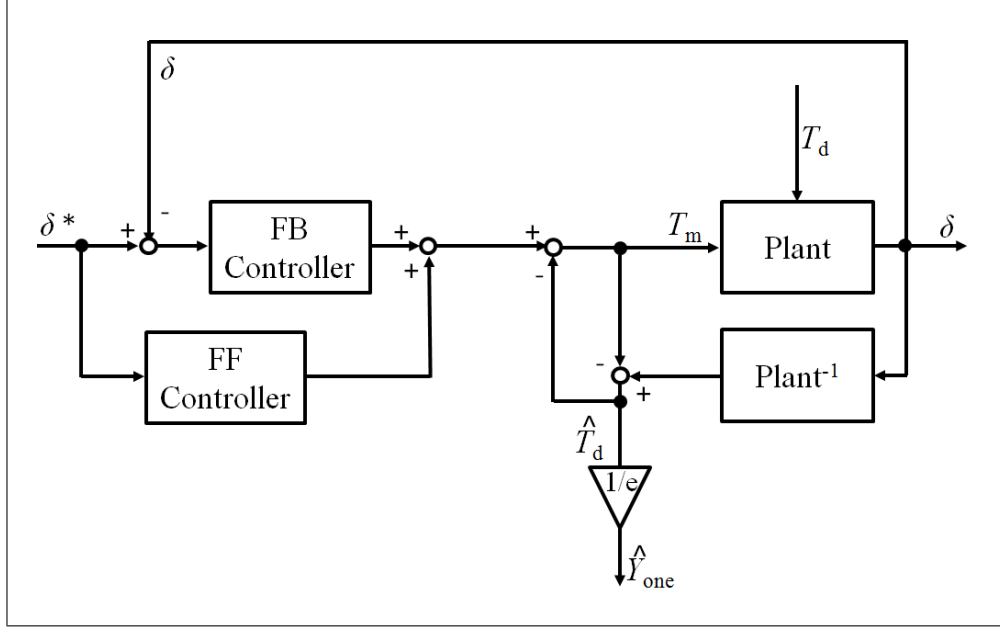 δ
T_d
δ *
+
-
FB
Controller
+
+
+
-
T_m
Plant
δ
FF
Controller
-
+
Plant⁻¹
T̂_d
1/e
Ŷ_one